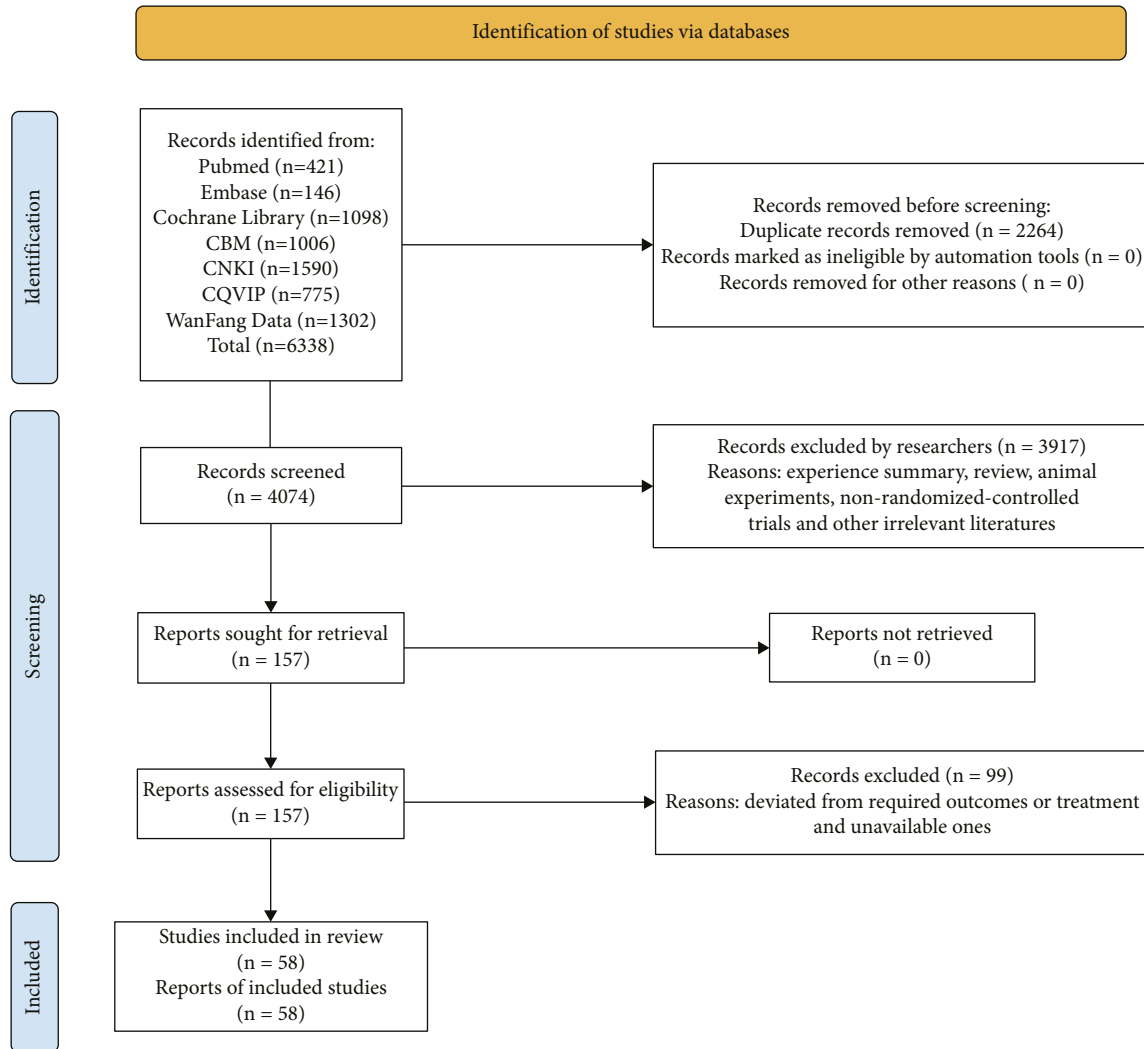 Identification of studies via databases
Identification
Records identified from:
Pubmed (n=421)
Embase (n=146)
Cochrane Library (n=1098)
CBM (n=1006)
CNKI (n=1590)
CQVIP (n=775)
WanFang Data (n=1302)
Total (n=6338)
Records removed before screening:
Duplicate records removed (n = 2264)
Records marked as ineligible by automation tools (n = 0)
Records removed for other reasons ( n = 0)
Screening
Records screened
(n = 4074)
Records excluded by researchers (n = 3917)
Reasons: experience summary, review, animal
experiments, non-randomized-controlled
trials and other irrelevant literatures
Reports sought for retrieval
(n = 157)
Reports not retrieved
(n = 0)
Reports assessed for eligibility
(n = 157)
Records excluded (n = 99)
Reasons: deviated from required outcomes or treatment
and unavailable ones
Included
Studies included in review
(n = 58)
Reports of included studies
(n = 58)